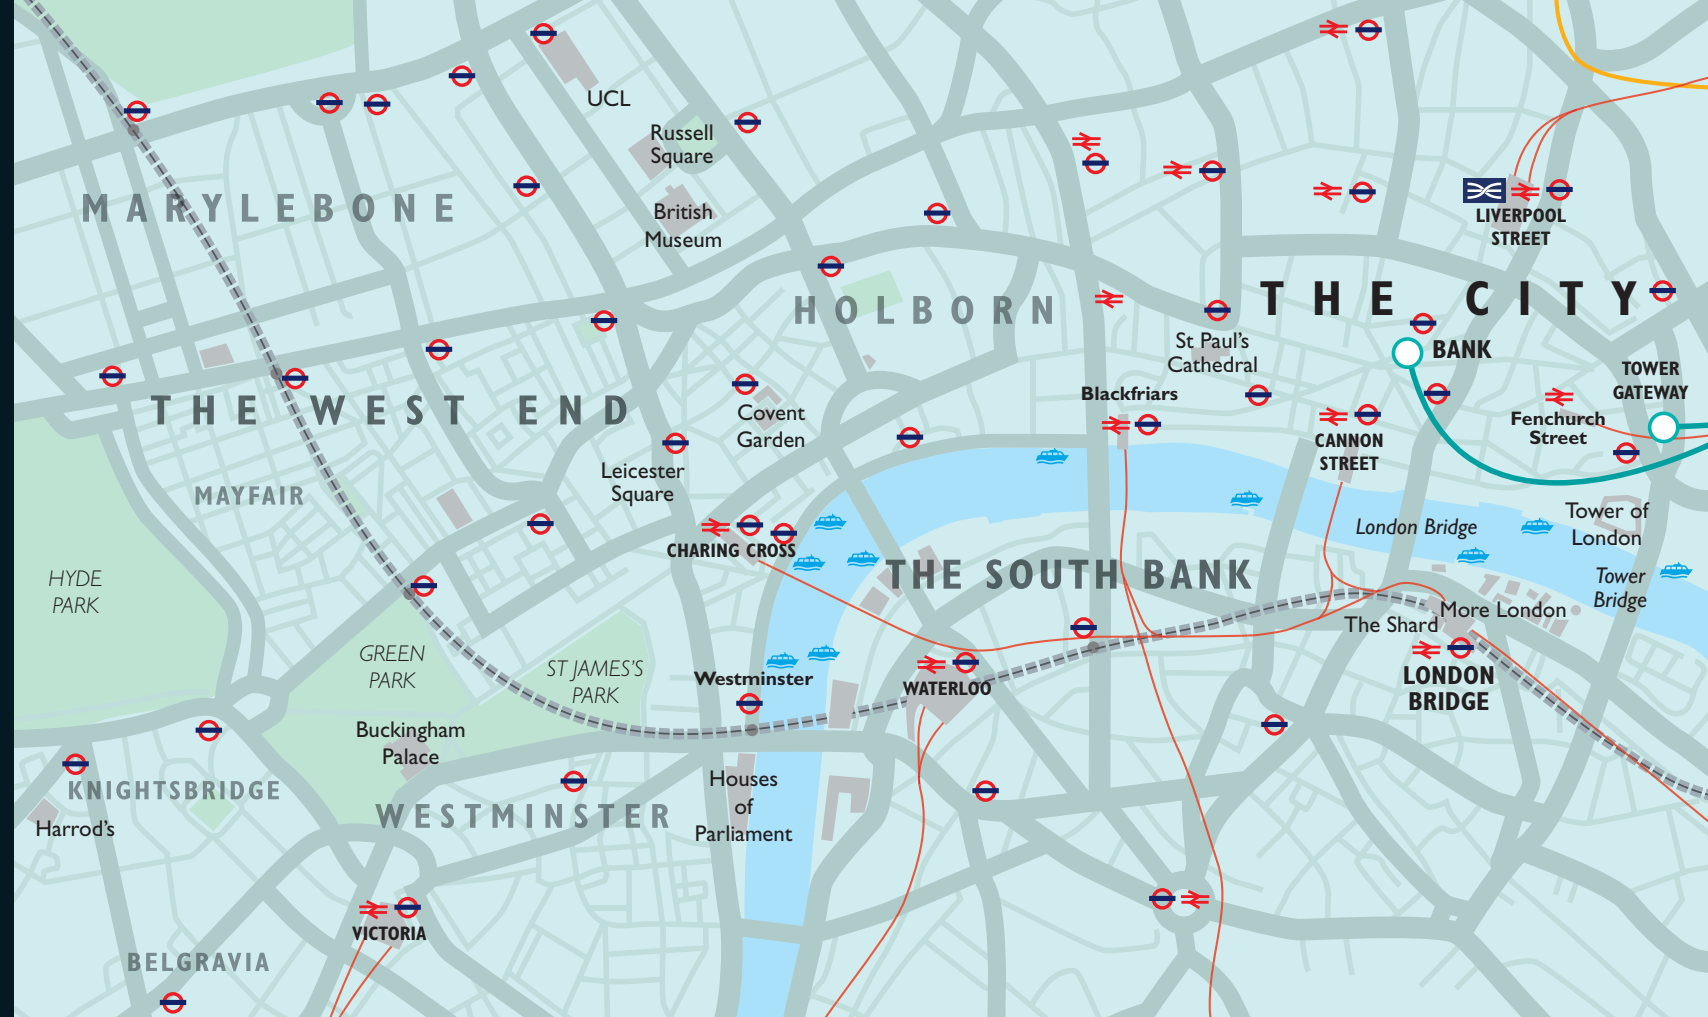 UCL
Russell
Square
MARYLEBONE
British
Museum
LIVERPOOL
STREET
HOLBORN
THE CITY
St Paul's
Cathedral
BANK
TOWER
GATEWAY
THE WEST END
Covent
Garden
Blackfriars
Fenchurch
Street
CANNON
STREET
Leicester
Square
MAYFAIR
CHARING CROSS
London Bridge
Tower of
London
HYDE
PARK
THE SOUTH BANK
Tower
Bridge
More London
The Shard
GREEN
PARK
ST JAMES'S
PARK
Westminster
WATERLOO
LONDON
BRIDGE
Buckingham
Palace
KNIGHTSBRIDGE
Harrod's
WESTMINSTER
Houses
of
Parliament
VICTORIA
BELGRAVIA